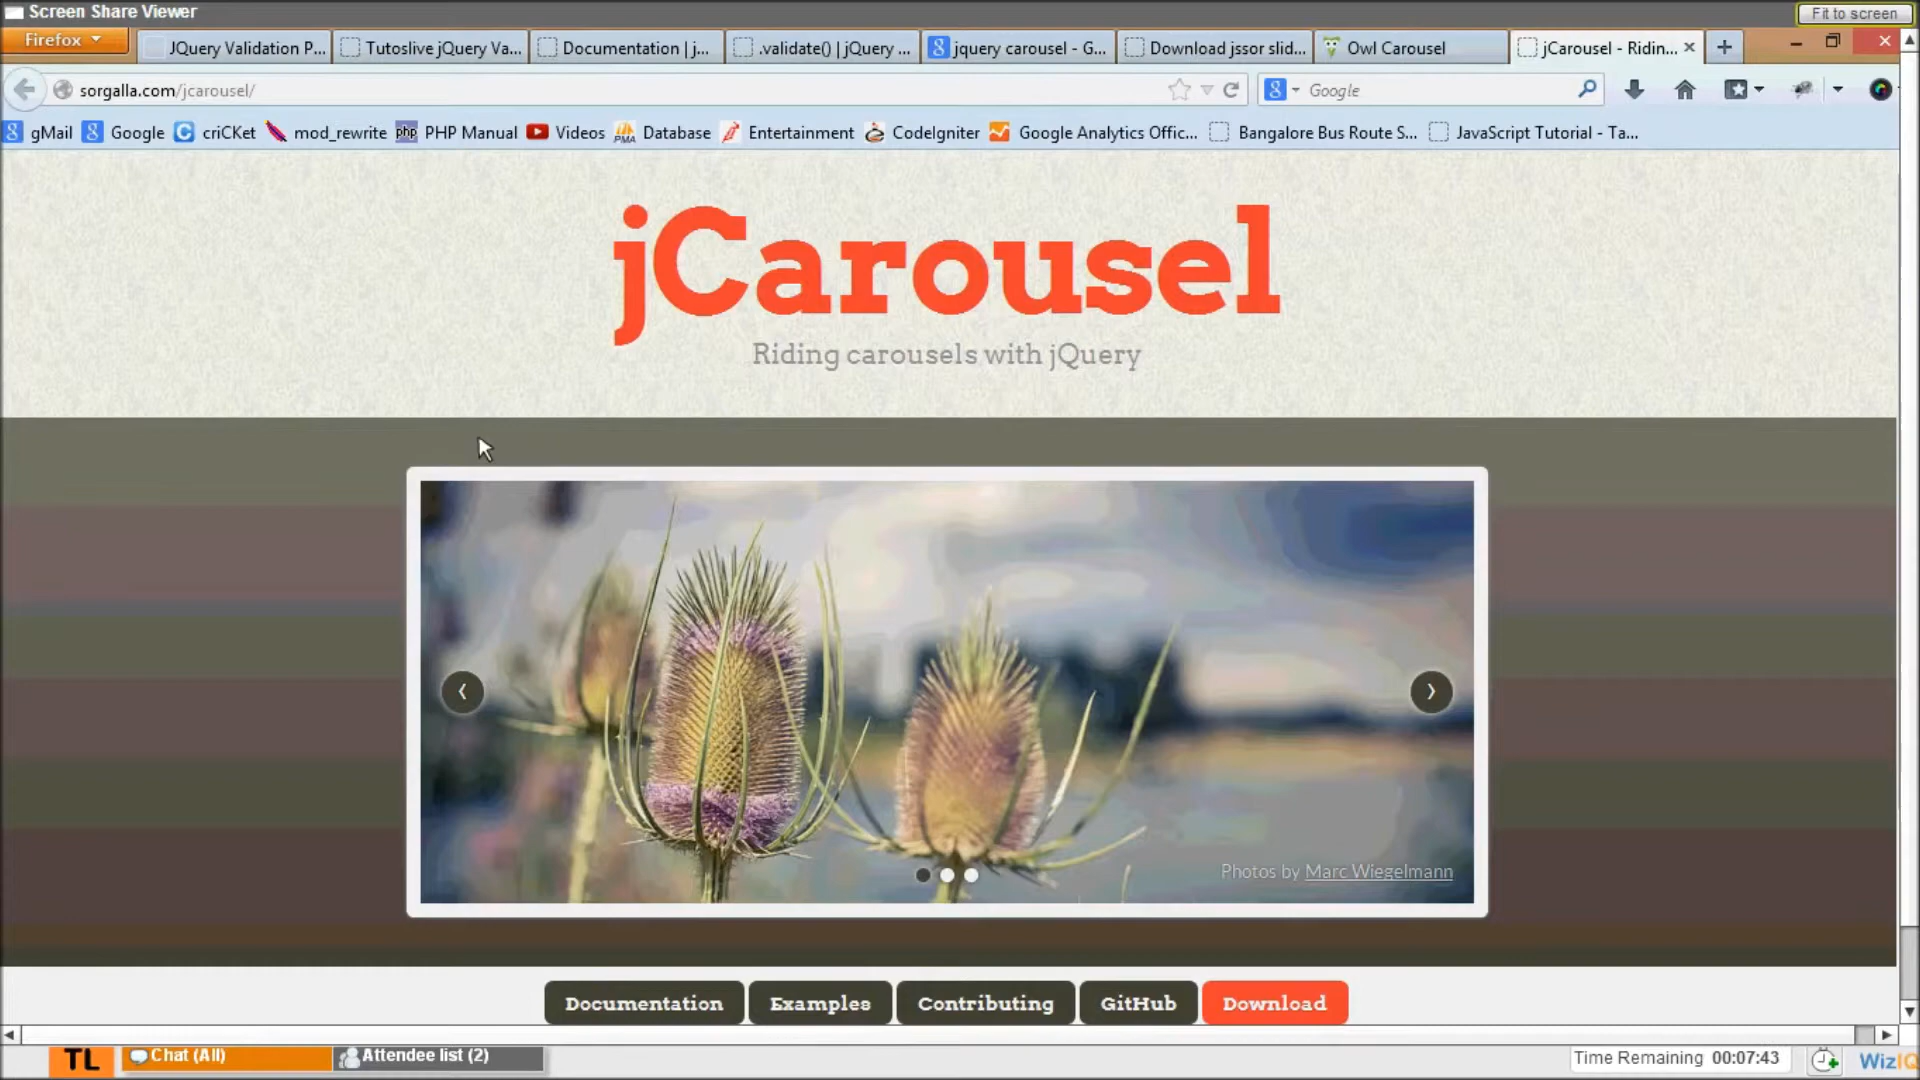 Screen Share Viewer
Fit to screen
Firefox
JQuery Validation P...
Tutoslive jQuery Va...
Documentation | j...
.validate() | jQuery ...
jquery carousel - G...
Download jssor slid...
Owl Carousel
jCarousel - Ridin...
sorgalla.com/jcarousel/
Google
gMail
Google
criCKet
mod_rewrite
PHP Manual
Videos
Database
Entertainment
CodeIgniter
Google Analytics Offic...
Bangalore Bus Route S...
JavaScript Tutorial - Ta...
jCarousel
Riding carousels with jQuery
Photos by Marc Wiegelmann
Documentation
Examples
Contributing
GitHub
Download
TL
Chat (All)
Attendee list (2)
Time Remaining 00:07:43
WizIQ